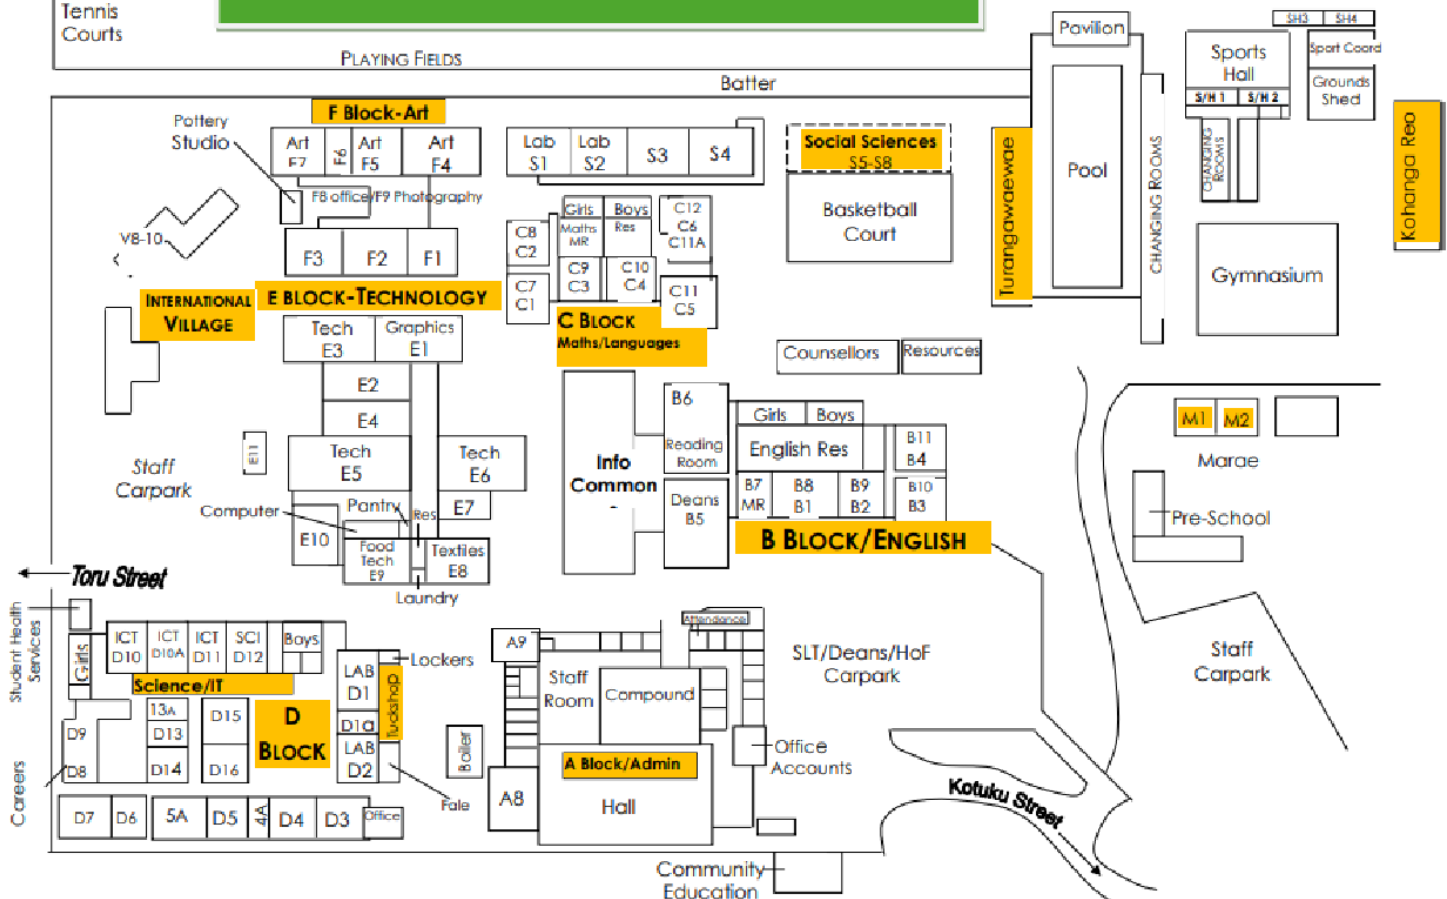 Tennis
Courts
PLAYING FIELDS
Batter
Pavilion
SH3 SH4
Sports
Hall
S/H 1 S/H 2
Sport Coord
Grounds
Shed
Kohanga Reo
F Block-Art
Pottery
Studio
Art
F7
F6
Art
F5
Art
F4
F8 office/F9 Photography
Lab
S1
Lab
S2
S3
S4
Social Sciences
S5-S8
Basketball
Court
Turangawaewae
Pool
CHANGING ROOMS
CHANGING
ROOMS
Gymnasium
V8-10
F3
F2
F1
Girls
Boys
Maths
MR
Res
C12
C6
C11A
C8
C2
C9
C3
C10
C4
C7
C1
C11
C5
INTERNATIONAL
VILLAGE
E BLOCK-TECHNOLOGY
C BLOCK
Maths/Languages
Tech
E3
Graphics
E1
E2
E4
Counsellors
Resources
E11
Tech
E5
Tech
E6
E7
Staff
Carpark
Computer
Pantry
Res
E10
Food
Tech
E9
Textiles
E8
Laundry
Info
Common
B6
Reading
Room
Deans
B5
Girls
Boys
English Res
B11
B4
B7
MR
B8
B1
B9
B2
B10
B3
B BLOCK/ENGLISH
M1
M2
Marae
Pre-School
Toru Street
Student Health
Services
Girls
ICT
D10
ICT
D10A
ICT
D11
SCI
D12
Boys
Lockers
Science/IT
LAB
D1
Tuckshop
D1a
LAB
D2
Fale
13A
D13
D14
D15
D16
D
BLOCK
D9
D8
Careers
D7
D6
5A
D5
4A
D4
D3
Office
Boiler
A9
Staff
Room
Compound
Attendance
A8
A Block/Admin
Hall
Office
Accounts
SLT/Deans/HoF
Carpark
Staff
Carpark
Kotuku Street
Community
Education